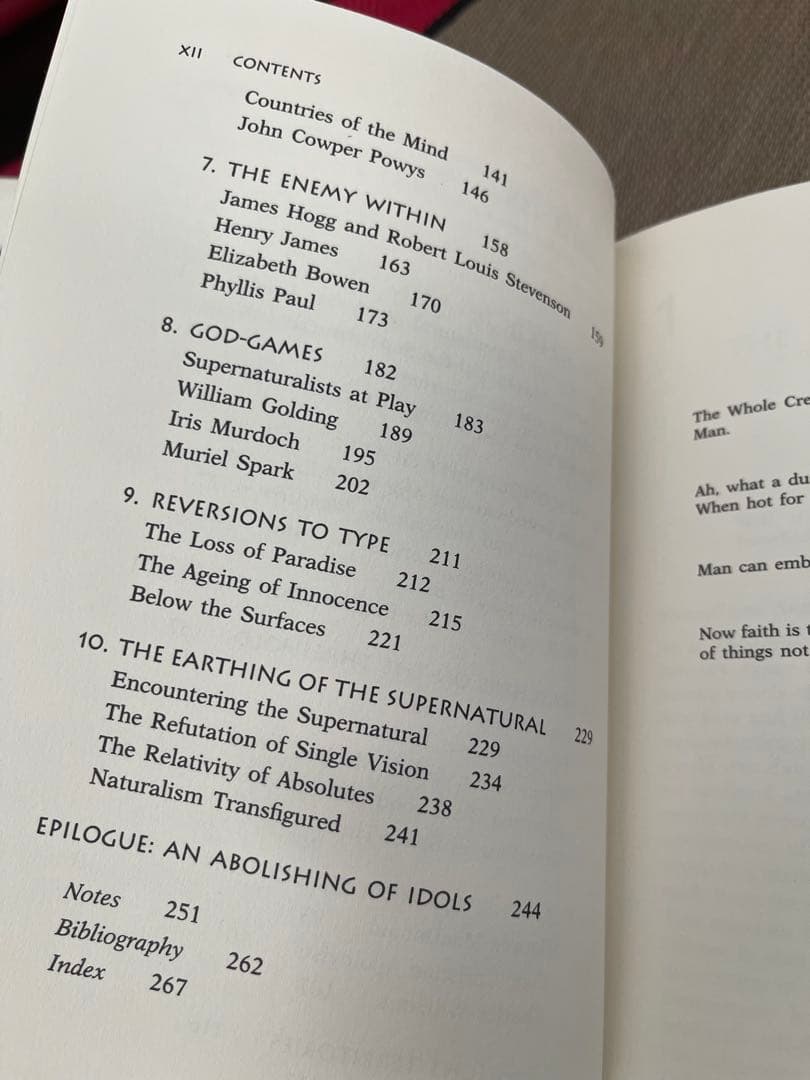 XII CONTENTS
Countries of the Mind 141
John Cowper Powys 146
7. THE ENEMY WITHIN 158
James Hogg and Robert Louis Stevenson 159
Henry James 163
Elizabeth Bowen 170
Phyllis Paul 173
8. GOD-GAMES 182
Supernaturalists at Play 183
William Golding 189
Iris Murdoch 195
Muriel Spark 202
9. REVERSIONS TO TYPE 211
The Loss of Paradise 212
The Ageing of Innocence 215
Below the Surfaces 221
10. THE EARTHING OF THE SUPERNATURAL 229
Encountering the Supernatural 229
The Refutation of Single Vision 234
The Relativity of Absolutes 238
Naturalism Transfigured 241
EPILOGUE: AN ABOLISHING OF IDOLS 244
Notes 251
Bibliography 262
Index 267
The Whole Cre
Man.
Ah, what a du
When hot for
Man can emb
Now faith is t
of things not